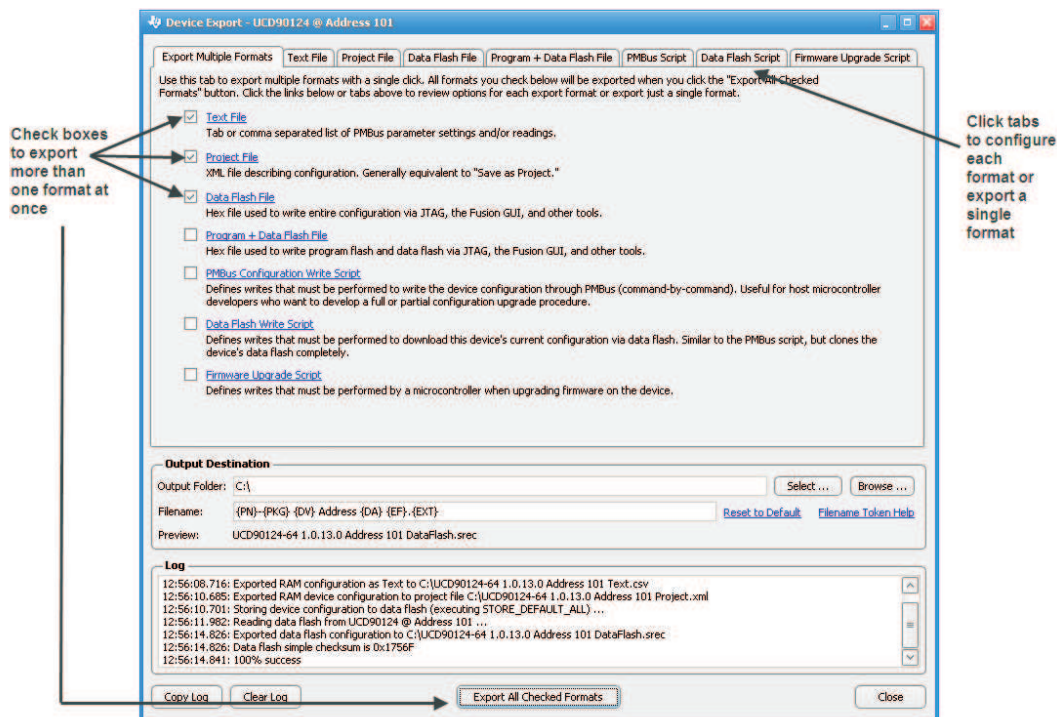 Device Export - UCD90124 @ Address 101
Export Multiple Formats
Text File
Project File
Data Flash File
Program + Data Flash File
PMBus Script
Data Flash Script
Firmware Upgrade Script
Use this tab to export multiple formats with a single click. All formats you check below will be exported when you click the "Export All Checked
Formats" button. Click the links below or tabs above to review options for each export format or export just a single format.
Check boxes
to export
more than
one format at
once
Click tabs
to configure
each
format or
export a
single
format
Text File
Tab or comma separated list of PMBus parameter settings and/or readings.
Project File
XML file describing configuration. Generally equivalent to "Save as Project."
Data Flash File
Hex file used to write entire configuration via JTAG, the Fusion GUI, and other tools.
Program + Data Flash File
Hex file used to write program flash and data flash via JTAG, the Fusion GUI, and other tools.
PMBus Configuration Write Script
Defines writes that must be performed to write the device configuration through PMBus (command-by-command). Useful for host microcontroller
developers who want to develop a full or partial configuration upgrade procedure.
Data Flash Write Script
Defines writes that must be performed to download this device's current configuration via data flash. Similar to the PMBus script, but clones the
device's data flash completely.
Firmware Upgrade Script
Defines writes that must be performed by a microcontroller when upgrading firmware on the device.
Output Destination
Output Folder: C:\ Select ... Browse ...
Filename: {PN}-{PKG} {DV} Address {DA} {EF}.{EXT} Reset to Default Filename Token Help
Preview: UCD90124-64 1.0.13.0 Address 101 DataFlash.srec
Log
12:56:08.716: Exported RAM configuration as Text to C:\UCD90124-64 1.0.13.0 Address 101 Text.csv
12:56:10.685: Exported RAM device configuration to project file C:\UCD90124-64 1.0.13.0 Address 101 Project.xml
12:56:10.701: Storing device configuration to data flash (executing STORE_DEFAULT_ALL) ...
12:56:11.982: Reading data flash from UCD90124 @ Address 101 ...
12:56:14.826: Exported data flash configuration to C:\UCD90124-64 1.0.13.0 Address 101 DataFlash.srec
12:56:14.826: Data flash simple checksum is 0x1756F
12:56:14.841: 100% success
Copy Log Clear Log Export All Checked Formats Close